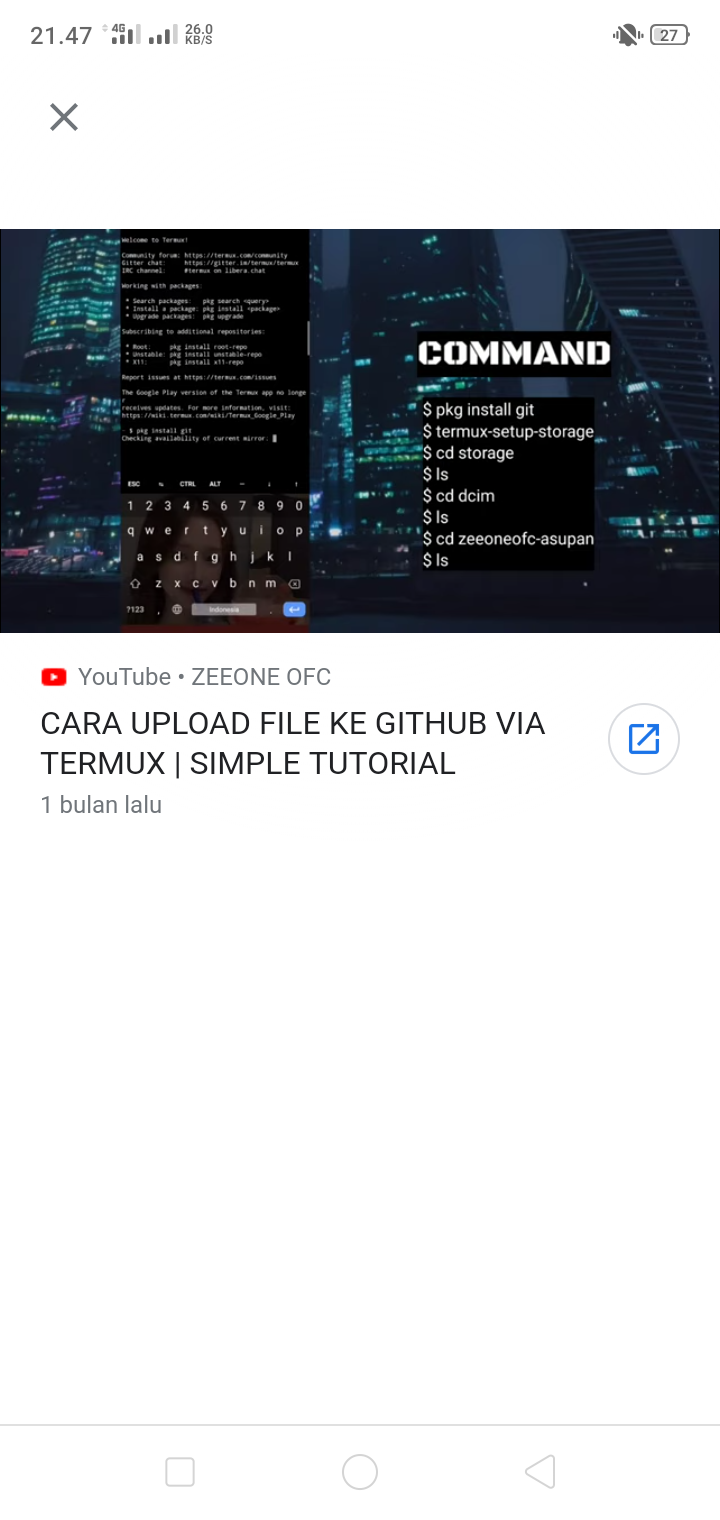 21.47 4G 26.0 KB/S 27
Welcome to Termux!
Community forum: https://termux.com/community
Gitter chat: https://gitter.im/termux/termux
IRC channel: #termux on libera.chat
Working with packages:
* Search packages: pkg search <query>
* Install a package: pkg install <package>
* Upgrade packages: pkg upgrade
Subscribing to additional repositories:
* Root: pkg install root-repo
* Unstable: pkg install unstable-repo
* X11: pkg install x11-repo
Report issues at https://termux.com/issues
The Google Play version of the Termux app no longe
r
receives updates. For more information, visit:
https://wiki.termux.com/wiki/Termux_Google_Play
~ $ pkg install git
Checking availability of current mirror:
ESC CTRL ALT
1 2 3 4 5 6 7 8 9 0
q w e r t y u i o p
a s d f g h j k l
z x c v b n m
?123 , Indonesia .
COMMAND
$ pkg install git
$ termux-setup-storage
$ cd storage
$ ls
$ cd dcim
$ ls
$ cd zeeoneofc-asupan
$ ls
YouTube • ZEEONE OFC
CARA UPLOAD FILE KE GITHUB VIA
TERMUX | SIMPLE TUTORIAL
1 bulan lalu